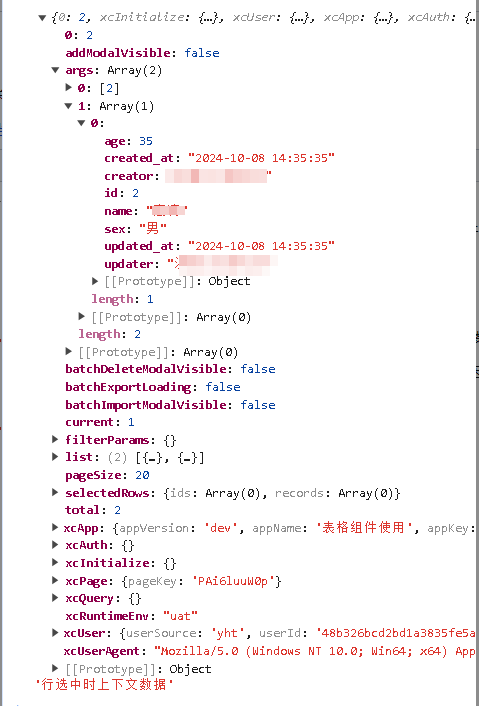 {0: 2, xcInitialize: {…}, xcUser: {…}, xcApp: {…}, xcAuth: {…
0: 2
addModalVisible: false
args: Array(2)
0: [2]
1: Array(1)
0:
age: 35
created_at: "2024-10-08 14:35:35"
creator: "
id: 2
name: "
sex: "男"
updated_at: "2024-10-08 14:35:35"
updater: "
[[Prototype]]: Object
length: 1
[[Prototype]]: Array(0)
length: 2
[[Prototype]]: Array(0)
batchDeleteModalVisible: false
batchExportLoading: false
batchImportModalVisible: false
current: 1
filterParams: {}
list: (2) [{…}, {…}]
pageSize: 20
selectedRows: {ids: Array(0), records: Array(0)}
total: 2
xcApp: {appVersion: 'dev', appName: '表格组件使用', appKey:
xcAuth: {}
xcInitialize: {}
xcPage: {pageKey: 'PAi6luuW0p'}
xcQuery: {}
xcRuntimeEnv: "uat"
xcUser: {userSource: 'yht', userId: '48b326bcd2bd1a3835fe5a
xcUserAgent: "Mozilla/5.0 (Windows NT 10.0; Win64; x64) App
[[Prototype]]: Object
'行选中时上下文数据'